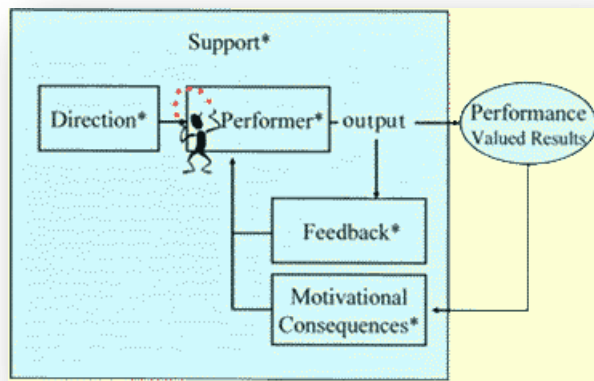 Support*
Direction*
Performer*
output
Performance
Valued Results
Feedback*
Motivational
Consequences*